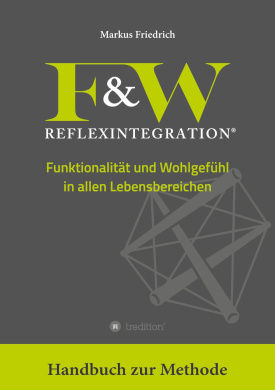 Markus Friedrich
F&W
REFLEXINTEGRATION®
Funktionalität und Wohlgefühl
in allen Lebensbereichen
tredition®
Handbuch zur Methode